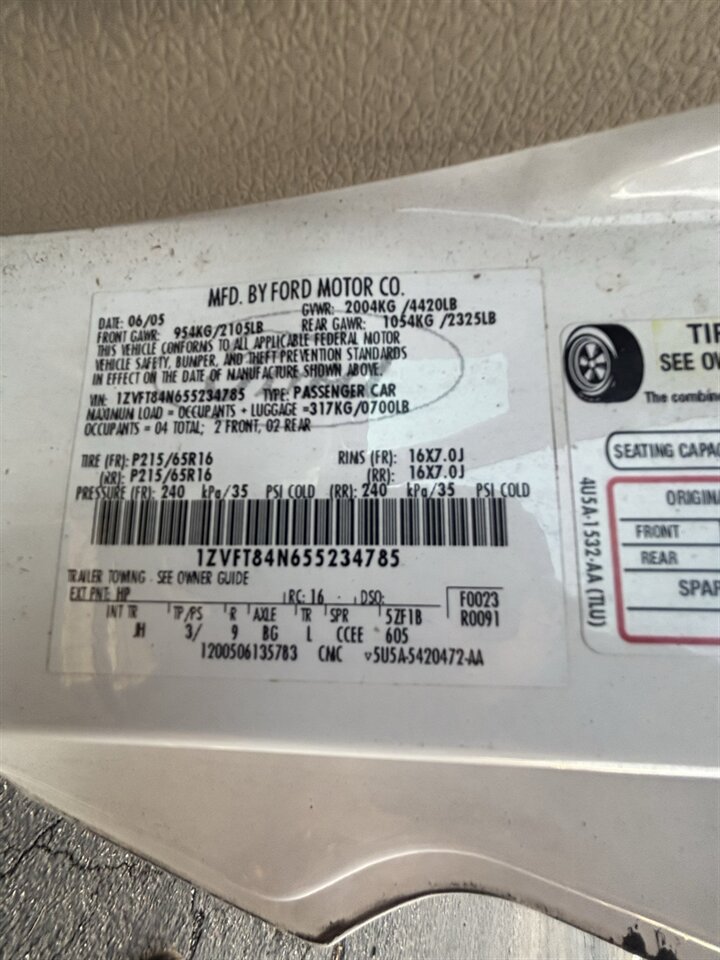 MFD. BY FORD MOTOR CO.
DATE: 06/05 GVWR: 2004KG /4420LB
FRONT GAWR: 954KG/2105LB REAR GAWR: 1054KG /2325LB
THIS VEHICLE CONFORMS TO ALL APPLICABLE FEDERAL MOTOR
VEHICLE SAFETY, BUMPER, AND THEFT PREVENTION STANDARDS
IN EFFECT ON THE DATE OF MANUFACTURE SHOWN ABOVE.
VIN: 1ZVFT84N655234785 TYPE: PASSENGER CAR
MAXIMUM LOAD = OCCUPANTS + LUGGAGE =317KG/0700LB
OCCUPANTS = 04 TOTAL; 2 FRONT, 02 REAR
TIRE (FR): P215/65R16 RIMS (FR): 16X7.0J
(RR): P215/65R16 (RR): 16X7.0J
PRESSURE (FR): 240 kPa/35 PSI COLD (RR): 240 kPa/35 PSI COLD
1ZVFT84N655234785
TRAILER TOWING - SEE OWNER GUIDE
EXT PNT: HP RC: 16 DSO: F0023
INT TR TP/PS R AXLE TR SPR 5ZF1B R0091
JH 3/ 9 BG L CCEE 605
1200506135783 CMC v5U5A-5420472-AA
TIR
SEE OW
The combine
SEATING CAPAC
ORIGINA
FRONT
REAR
SPAR
4U5A-1532-AA (TLU)